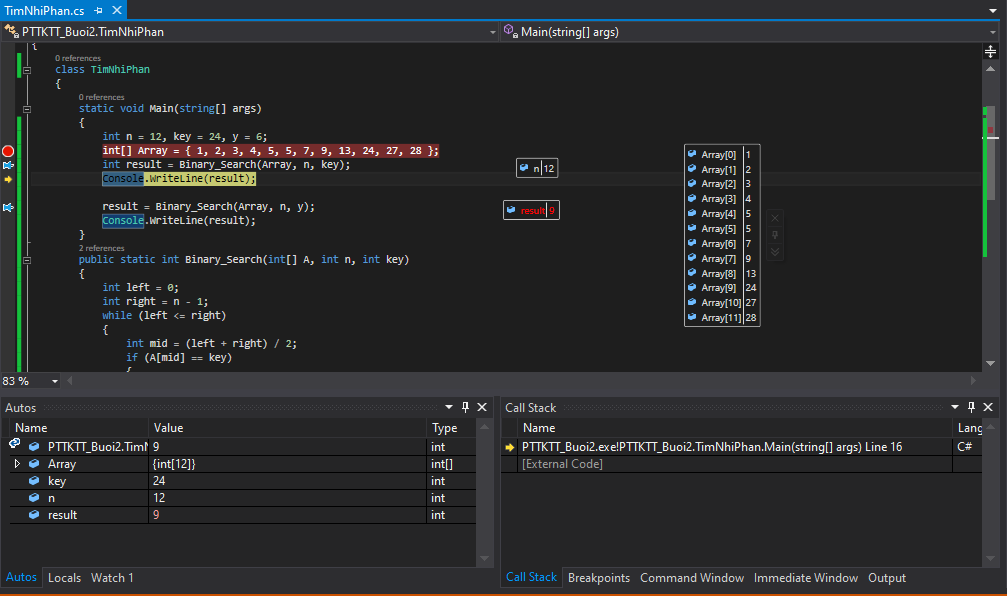 TimNhiPhan.cs
PTTKTT_Buoi2.TimNhiPhan
Main(string[] args)
{
0 references
class TimNhiPhan
{
0 references
static void Main(string[] args)
{
int n = 12, key = 24, y = 6;
int[] Array = { 1, 2, 3, 4, 5, 5, 7, 9, 13, 24, 27, 28 };
int result = Binary_Search(Array, n, key);
Console.WriteLine(result);
result = Binary_Search(Array, n, y);
Console.WriteLine(result);
}
2 references
public static int Binary_Search(int[] A, int n, int key)
{
int left = 0;
int right = n - 1;
while (left <= right)
{
int mid = (left + right) / 2;
if (A[mid] == key)
{
n 12
result 9
Array[0] 1
Array[1] 2
Array[2] 3
Array[3] 4
Array[4] 5
Array[5] 5
Array[6] 7
Array[7] 9
Array[8] 13
Array[9] 24
Array[10] 27
Array[11] 28
83 %
Autos
Name Value Type
PTTKTT_Buoi2.TimN 9 int
Array {int[12]} int[]
key 24 int
n 12 int
result 9 int
Autos Locals Watch 1
Call Stack
Name Lang
PTTKTT_Buoi2.exe!PTTKTT_Buoi2.TimNhiPhan.Main(string[] args) Line 16 C#
[External Code]
Call Stack Breakpoints Command Window Immediate Window Output